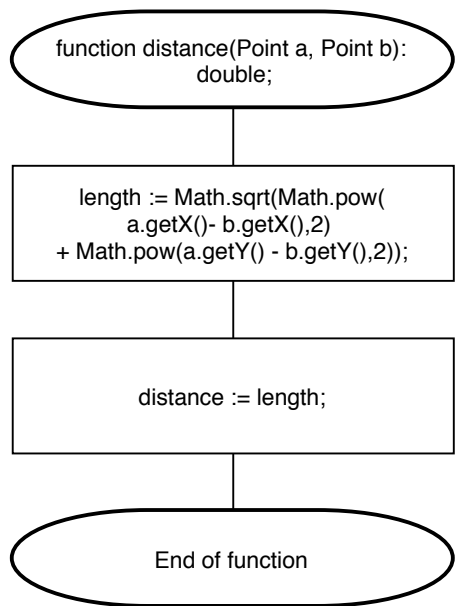 function distance(Point a, Point b):
double;
length := Math.sqrt(Math.pow(
a.getX()- b.getX(),2)
+ Math.pow(a.getY() - b.getY(),2));
distance := length;
End of function